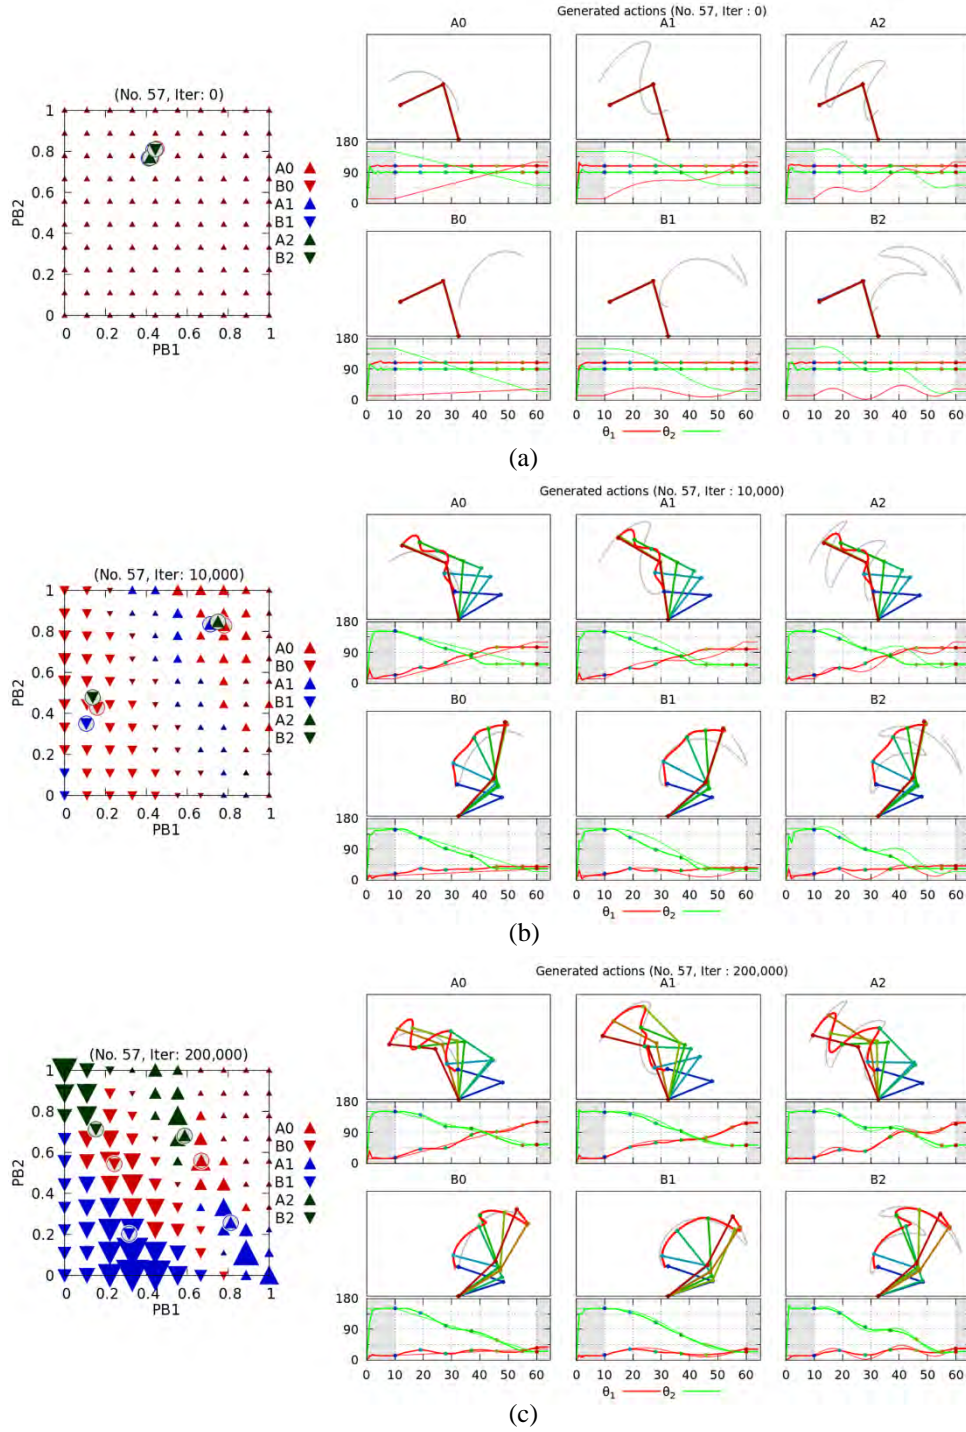 Generated actions (No. 57, Iter : 0)
A0 A1 A2
(No. 57, Iter: 0)
1
0.8
0.6
0.4
0.2
0
PB2
0 0.2 0.4 0.6 0.8 1
PB1
A0
B0
A1
B1
A2
B2
180
90
0
B0 B1 B2
180
90
0
0 10 20 30 40 50 60 0 10 20 30 40 50 60 0 10 20 30 40 50 60
θ1 θ2
(a)
Generated actions (No. 57, Iter : 10,000)
A0 A1 A2
(No. 57, Iter: 10,000)
1
0.8
0.6
0.4
0.2
0
PB2
0 0.2 0.4 0.6 0.8 1
PB1
A0
B0
A1
B1
A2
B2
180
90
0
B0 B1 B2
180
90
0
0 10 20 30 40 50 60 0 10 20 30 40 50 60 0 10 20 30 40 50 60
θ1 θ2
(b)
Generated actions (No. 57, Iter : 200,000)
A0 A1 A2
(No. 57, Iter: 200,000)
1
0.8
0.6
0.4
0.2
0
PB2
0 0.2 0.4 0.6 0.8 1
PB1
A0
B0
A1
B1
A2
B2
180
90
0
B0 B1 B2
180
90
0
0 10 20 30 40 50 60 0 10 20 30 40 50 60 0 10 20 30 40 50 60
θ1 θ2
(c)